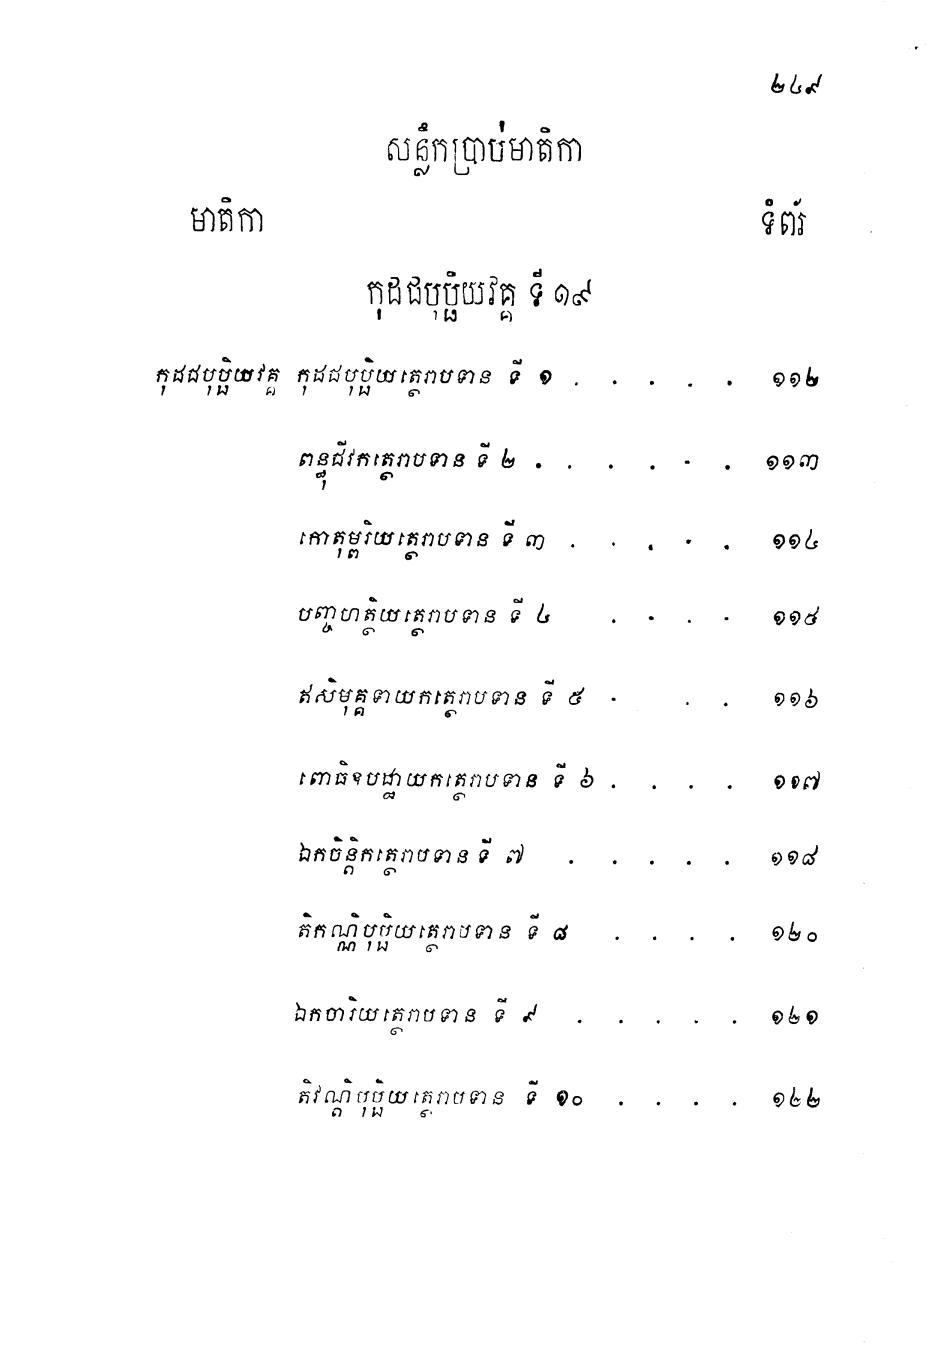 ២៤៩
សន្លឹកប្រាប់មាតិកា
មាតិកា ទំព័រ
កុដជបុប្ផិយវគ្គ ទី ១៩
កុដជបុប្ផិយវគ្គ កុដជបុប្ផិយត្ថេរាបទាន ទី ១ . . . . . ១១២
ពន្ធុជីវកត្ថេរាបទាន ទី ២ . . . . . . ១១៣
កោតុម្ពរិយត្ថេរាបទាន ទី ៣ . . . . . ១១៤
បញ្ចហត្ថិយត្ថេរាបទាន ទី ៤ . . . . ១១៥
ឥសិមុគ្គទាយកត្ថេរាបទាន ទី ៥ . . . ១១៦
ពោធិឧបដ្ឋាយកត្ថេរាបទាន ទី ៦ . . . . ១១៧
ឯកចិន្តិកត្ថេរាបទាន ទី ៧ . . . . . ១១៨
តិកណ្ណិបុប្ផិយត្ថេរាបទាន ទី ៨ . . . . ១២០
ឯកចារិយត្ថេរាបទាន ទី ៩ . . . . . ១២១
តិវណ្ដិបុប្ផិយត្ថេរាបទាន ទី ១០ . . . . ១២២